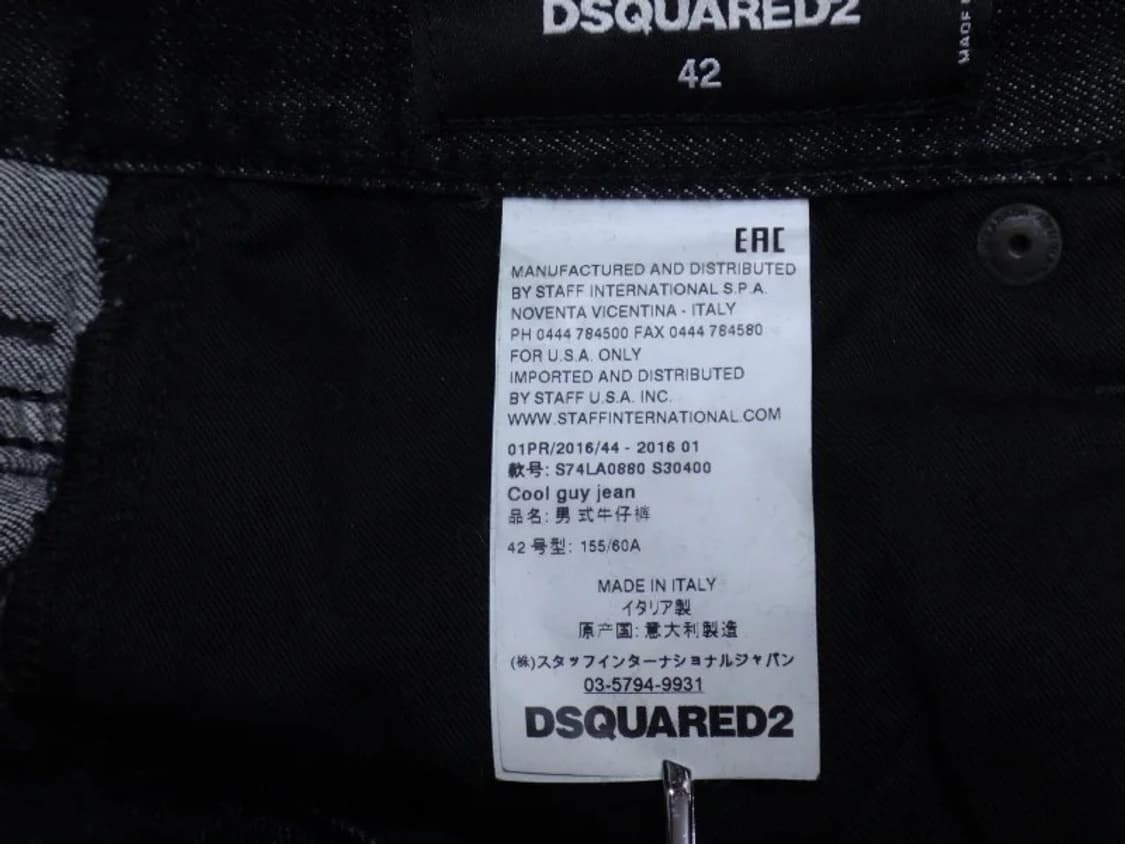 DSQUARED2
42
MADE
EAC
MANUFACTURED AND DISTRIBUTED
BY STAFF INTERNATIONAL S.P.A.
NOVENTA VICENTINA - ITALY
PH 0444 784500 FAX 0444 784580
FOR U.S.A. ONLY
IMPORTED AND DISTRIBUTED
BY STAFF U.S.A. INC.
WWW.STAFFINTERNATIONAL.COM
01PR/2016/44 - 2016 01
款号: S74LA0880 S30400
Cool guy jean
品名: 男式牛仔裤
42 号型: 155/60A
MADE IN ITALY
イタリア製
原产国: 意大利製造
(株)スタッフインターナショナルジャパン
03-5794-9931
DSQUARED2